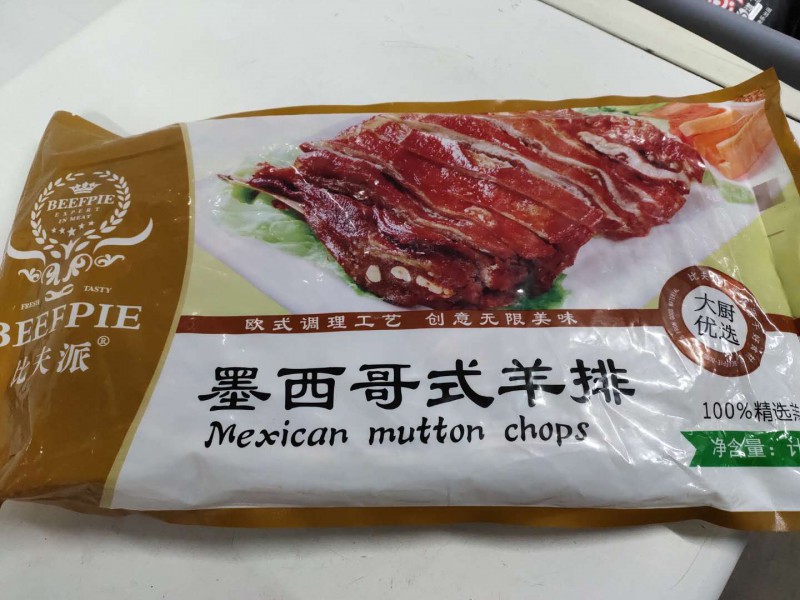 BEEFPIE
EXPERT
IN MEAT
FRESH TASTY
BEEFPIE
比夫派®
欧式调理工艺 创意无限美味
墨西哥式羊排
Mexican mutton chops
大厨
优选
100%精选
净含量：计